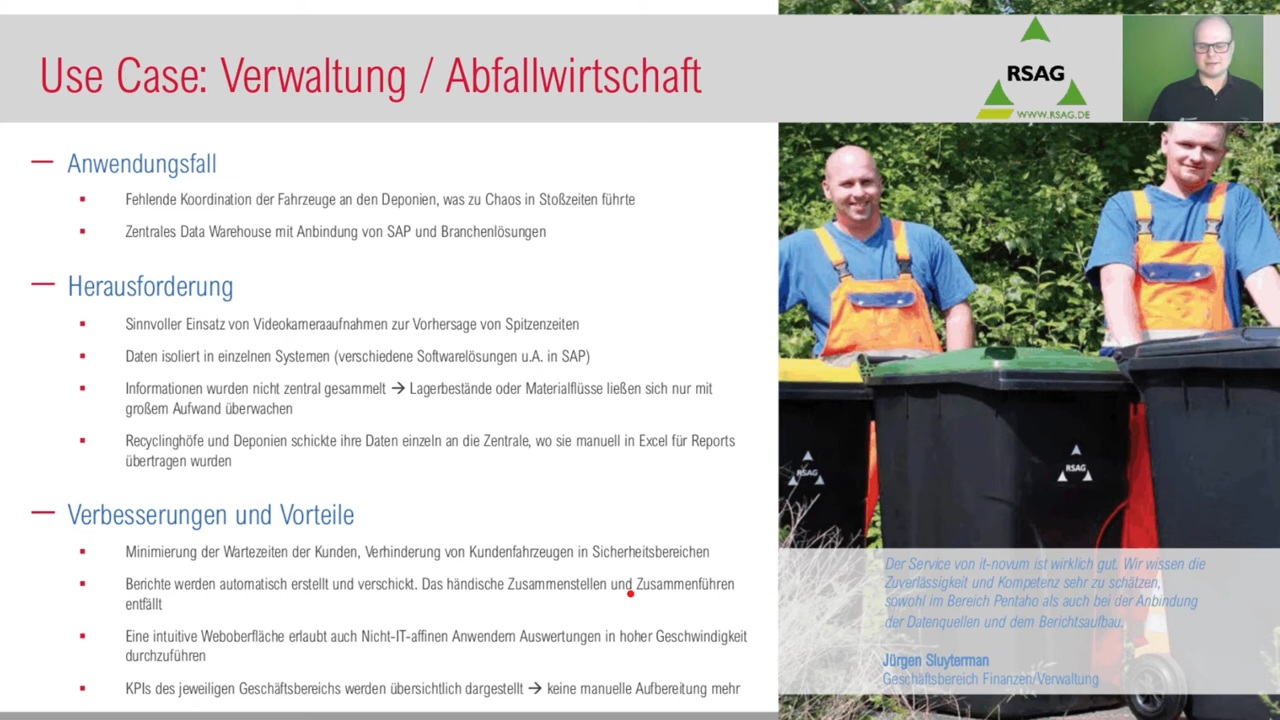 Use Case: Verwaltung / Abfallwirtschaft
RSAG
WWW.RSAG.DE
Anwendungsfall
Fehlende Koordination der Fahrzeuge an den Deponien, was zu Chaos in Stoßzeiten führte
Zentrales Data Warehouse mit Anbindung von SAP und Branchenlösungen
Herausforderung
Sinnvoller Einsatz von Videokameraaufnahmen zur Vorhersage von Spitzenzeiten
Daten isoliert in einzelnen Systemen (verschiedene Softwarelösungen u.A. in SAP)
Informationen wurden nicht zentral gesammelt → Lagerbestände oder Materialflüsse ließen sich nur mit
großem Aufwand überwachen
Recyclinghöfe und Deponien schickte ihre Daten einzeln an die Zentrale, wo sie manuell in Excel für Reports
übertragen wurden
Verbesserungen und Vorteile
Minimierung der Wartezeiten der Kunden, Verhinderung von Kundenfahrzeugen in Sicherheitsbereichen
Berichte werden automatisch erstellt und verschickt. Das händische Zusammenstellen und Zusammenführen
entfällt
Eine intuitive Weboberfläche erlaubt auch Nicht-IT-affinen Anwendern Auswertungen in hoher Geschwindigkeit
durchzuführen
KPIs des jeweiligen Geschäftsbereichs werden übersichtlich dargestellt → keine manuelle Aufbereitung mehr
RSAG
RSAG
Der Service von it-novum ist wirklich gut. Wir wissen die
Zuverlässigkeit und Kompetenz sehr zu schätzen,
sowohl im Bereich Pentaho als auch bei der Anbindung
der Datenquellen und dem Berichtsaufbau.
Jürgen Sluyterman
Geschäftsbereich Finanzen/Verwaltung